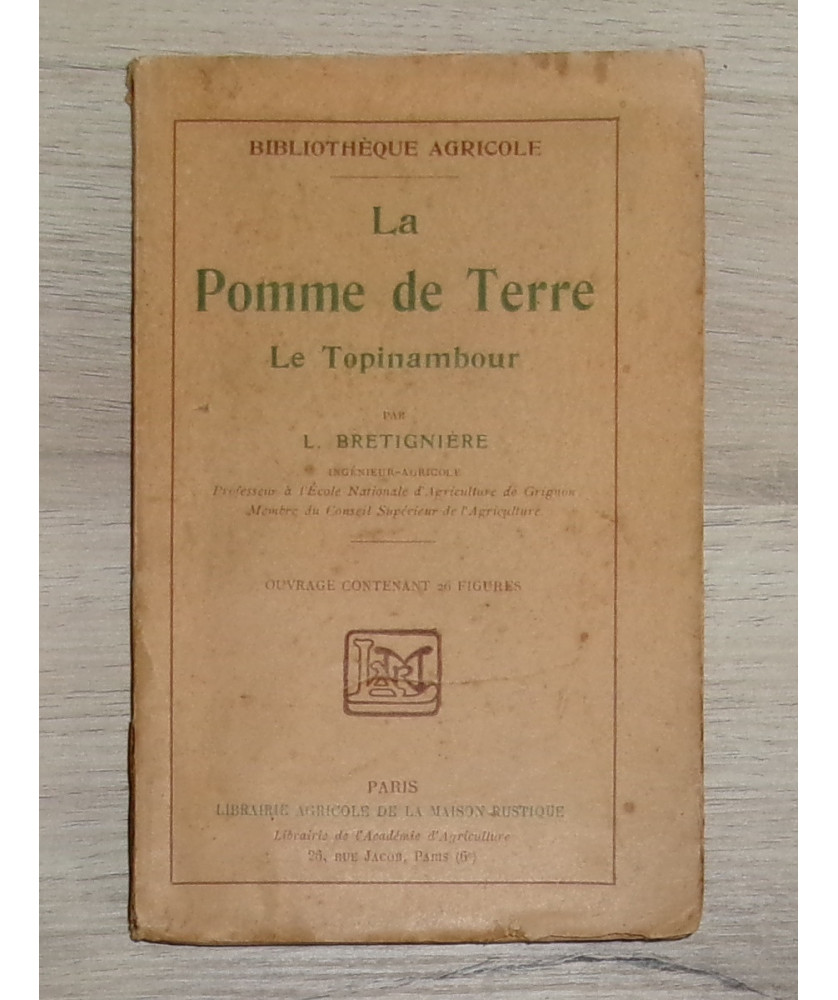 BIBLIOTHÈQUE AGRICOLE
La
Pomme de Terre
Le Topinambour
PAR
L. BRETIGNIÈRE
INGÉNIEUR-AGRICOLE
Professeur à l'École Nationale d'Agriculture de Grignon
Membre du Conseil Supérieur de l'Agriculture.
OUVRAGE CONTENANT 26 FIGURES
PARIS
LIBRAIRIE AGRICOLE DE LA MAISON RUSTIQUE
Librairie de l'Académie d'Agriculture
26, RUE JACOB, PARIS (6e)